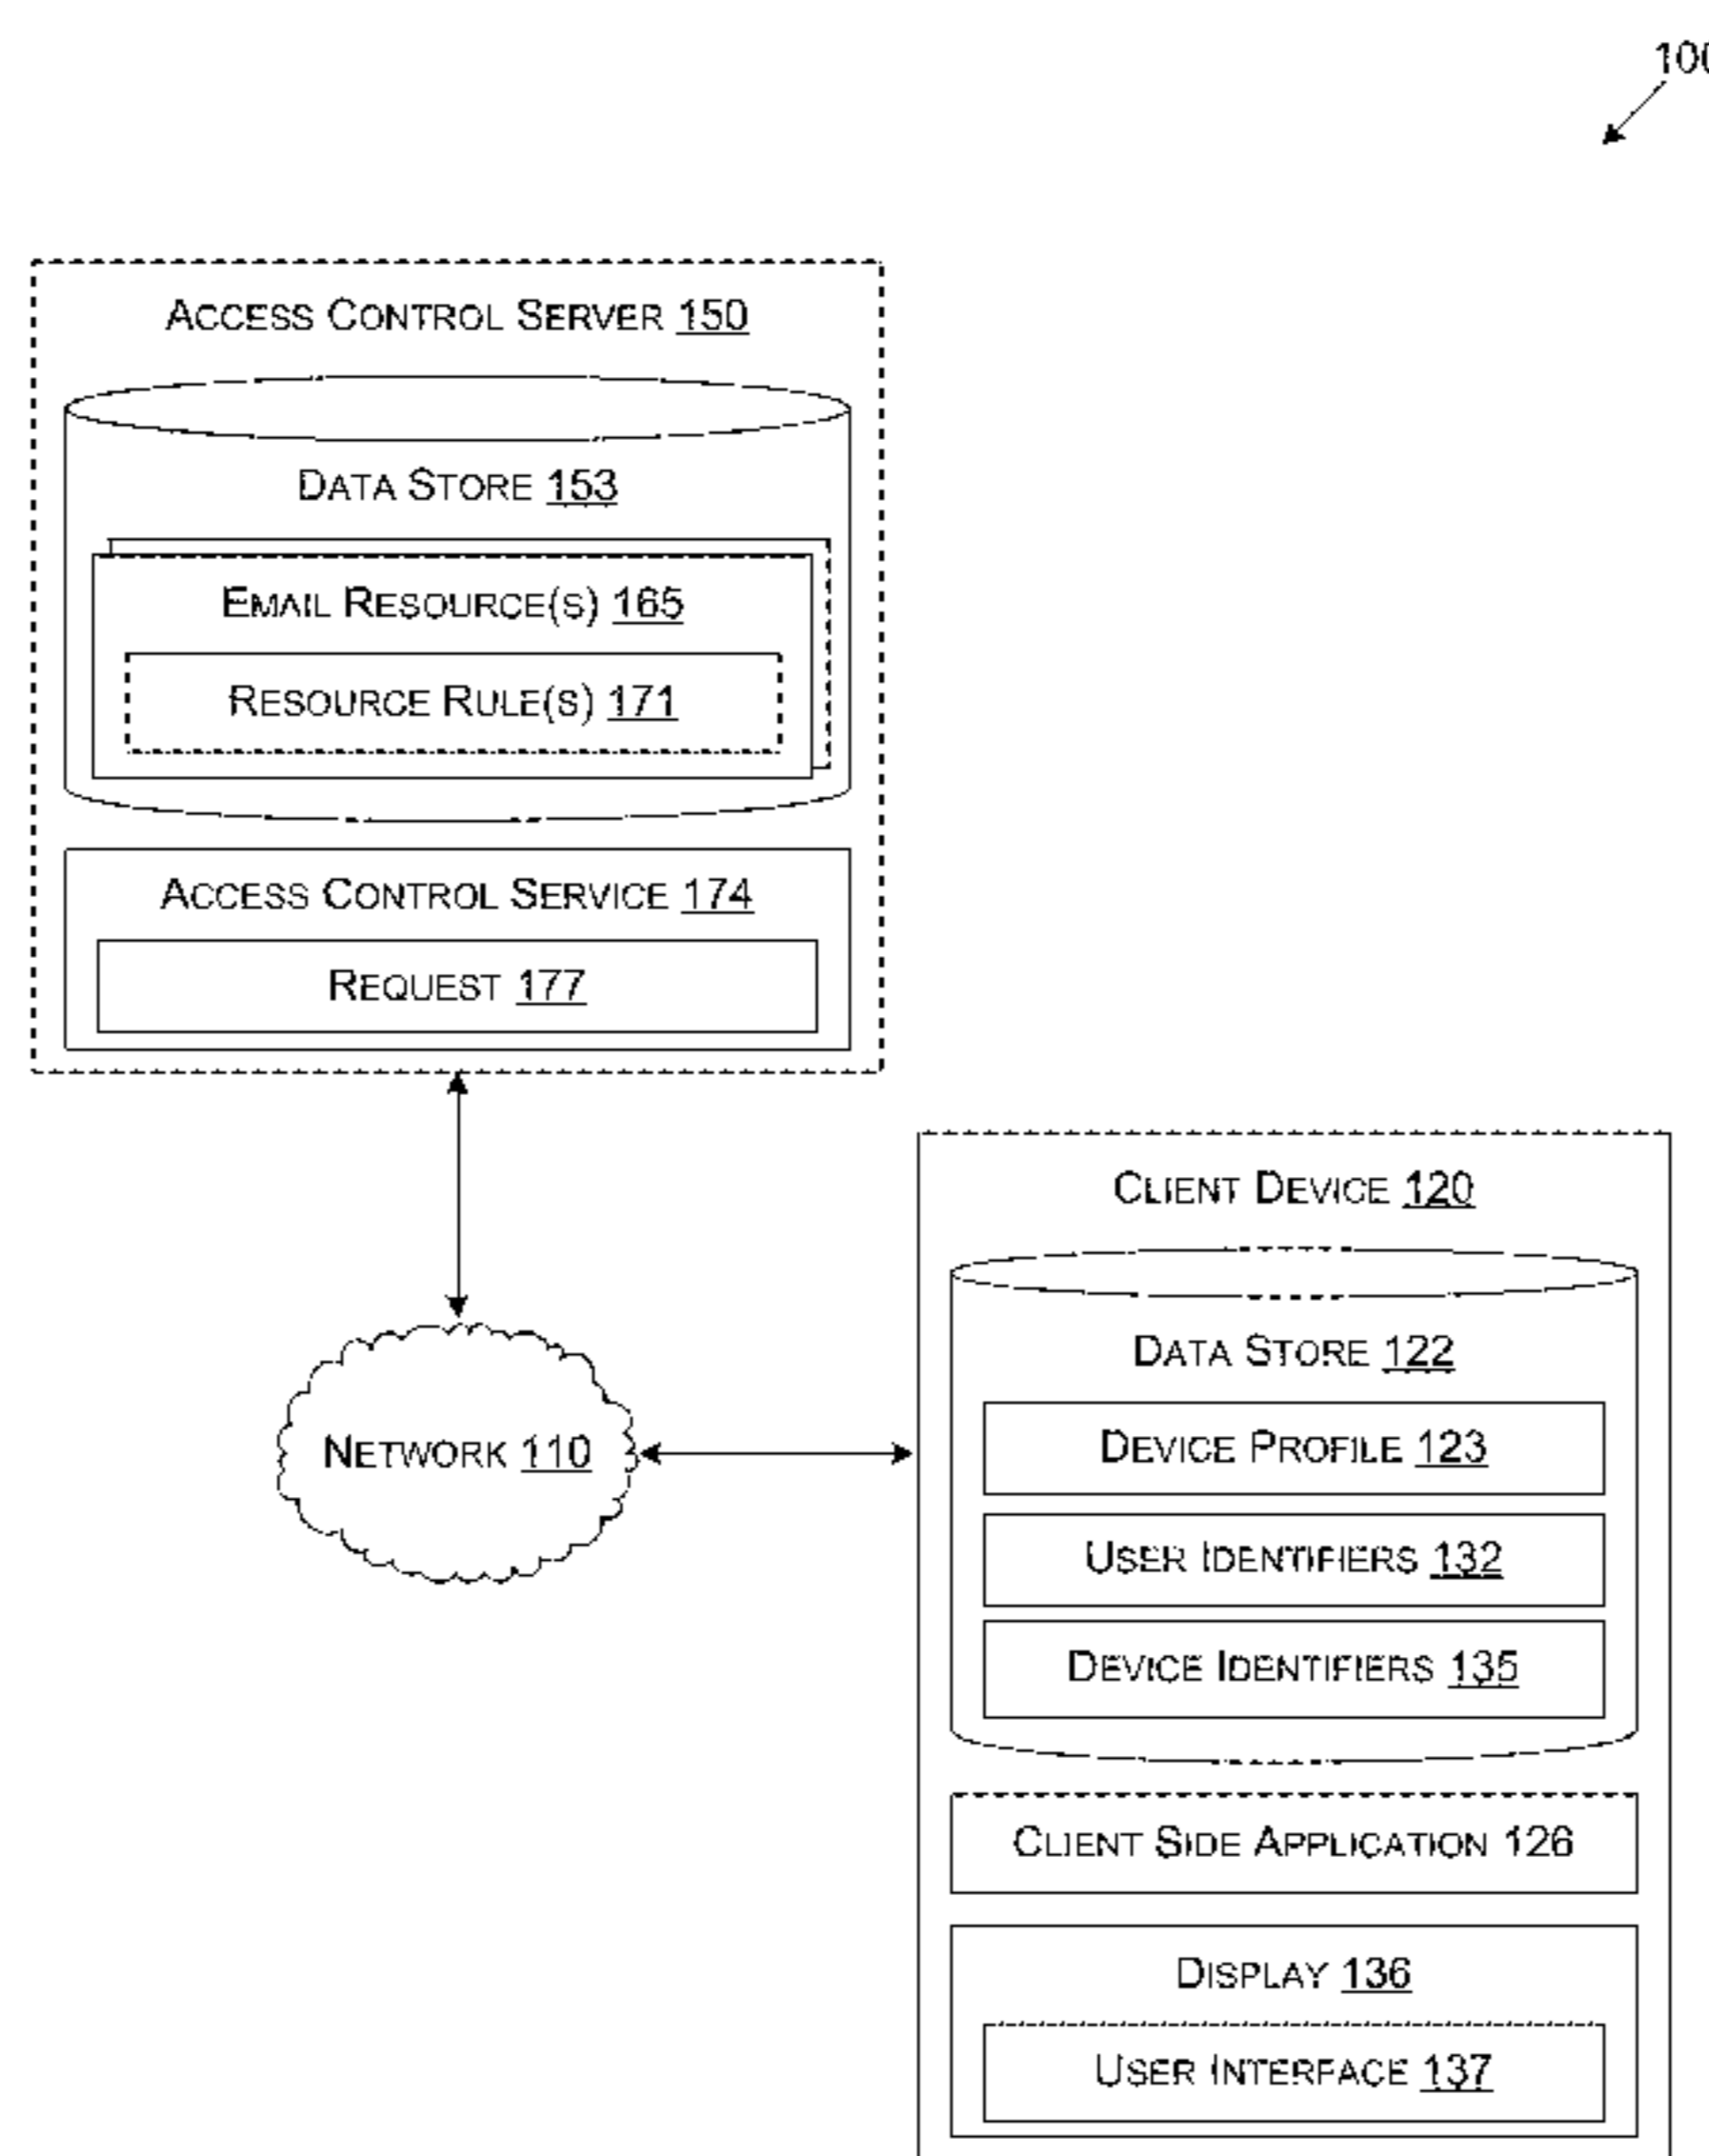 100
ACCESS CONTROL SERVER 150
DATA STORE 153
EMAIL RESOURCE(S) 165
RESOURCE RULE(S) 171
ACCESS CONTROL SERVICE 174
REQUEST 177
NETWORK 110
CLIENT DEVICE 120
DATA STORE 122
DEVICE PROFILE 123
USER IDENTIFIERS 132
DEVICE IDENTIFIERS 135
CLIENT SIDE APPLICATION 126
DISPLAY 136
USER INTERFACE 137